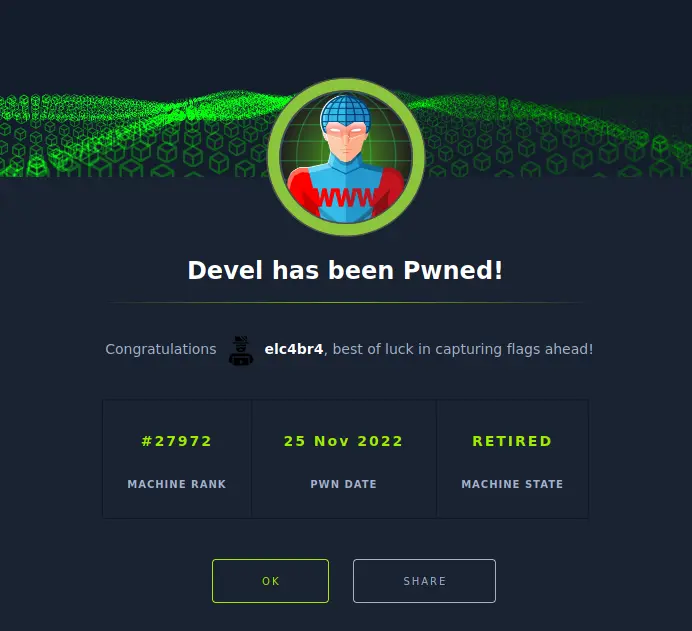 WWW
Devel has been Pwned!
Congratulations elc4br4, best of luck in capturing flags ahead!
#27972 25 Nov 2022 RETIRED
MACHINE RANK PWN DATE MACHINE STATE
OK SHARE